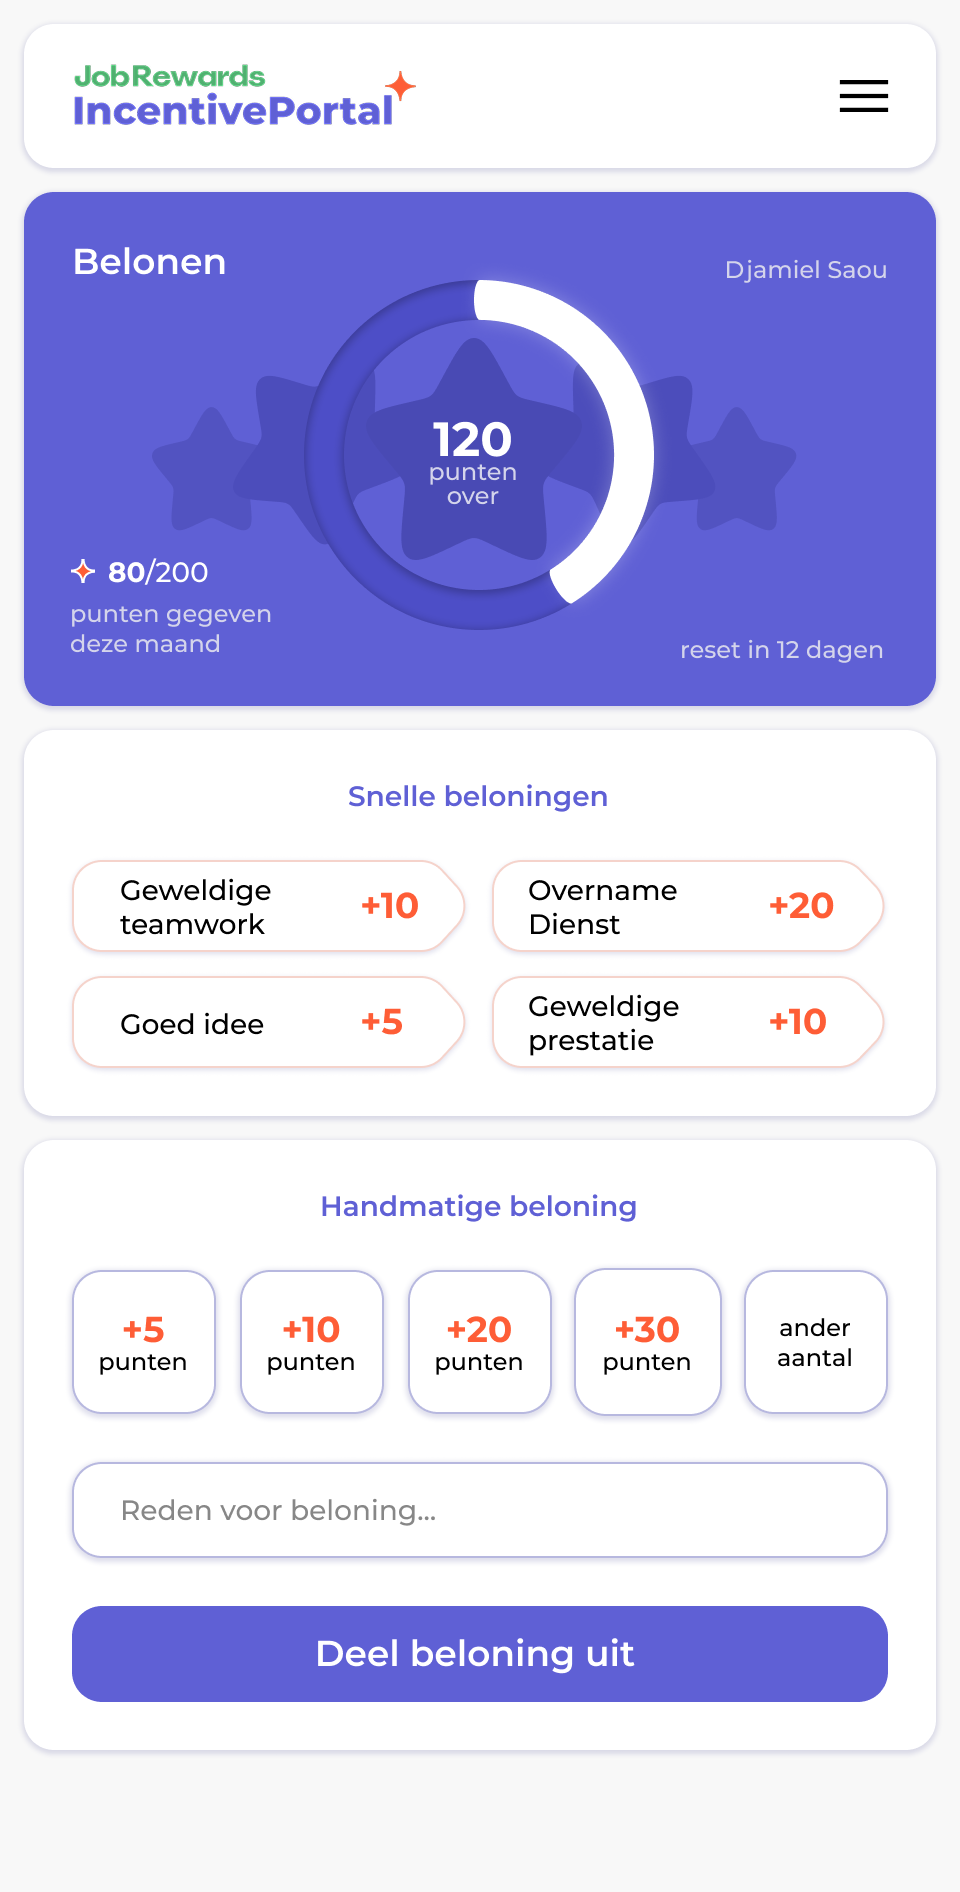 JobRewards
IncentivePortal
Belonen
Djamiel Saou
120
punten
over
80/200
punten gegeven
deze maand
reset in 12 dagen
Snelle beloningen
Geweldige
teamwork
+10
Overname
Dienst
+20
Goed idee
+5
Geweldige
prestatie
+10
Handmatige beloning
+5
punten
+10
punten
+20
punten
+30
punten
ander
aantal
Reden voor beloning...
Deel beloning uit